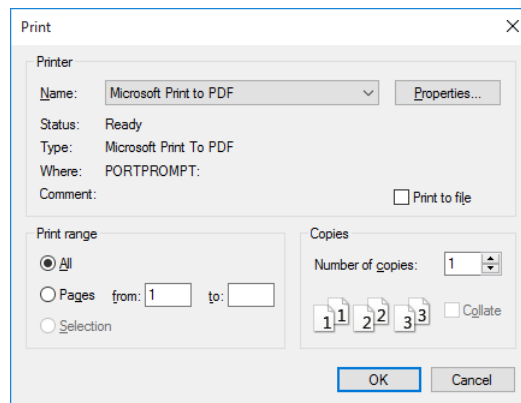 Print
Printer
Name: Microsoft Print to PDF Properties...
Status: Ready
Type: Microsoft Print To PDF
Where: PORTPROMPT:
Comment:
Print to file
Print range
All
Pages from: 1 to:
Selection
Copies
Number of copies: 1
1 1 2 2 3 3 Collate
OK Cancel